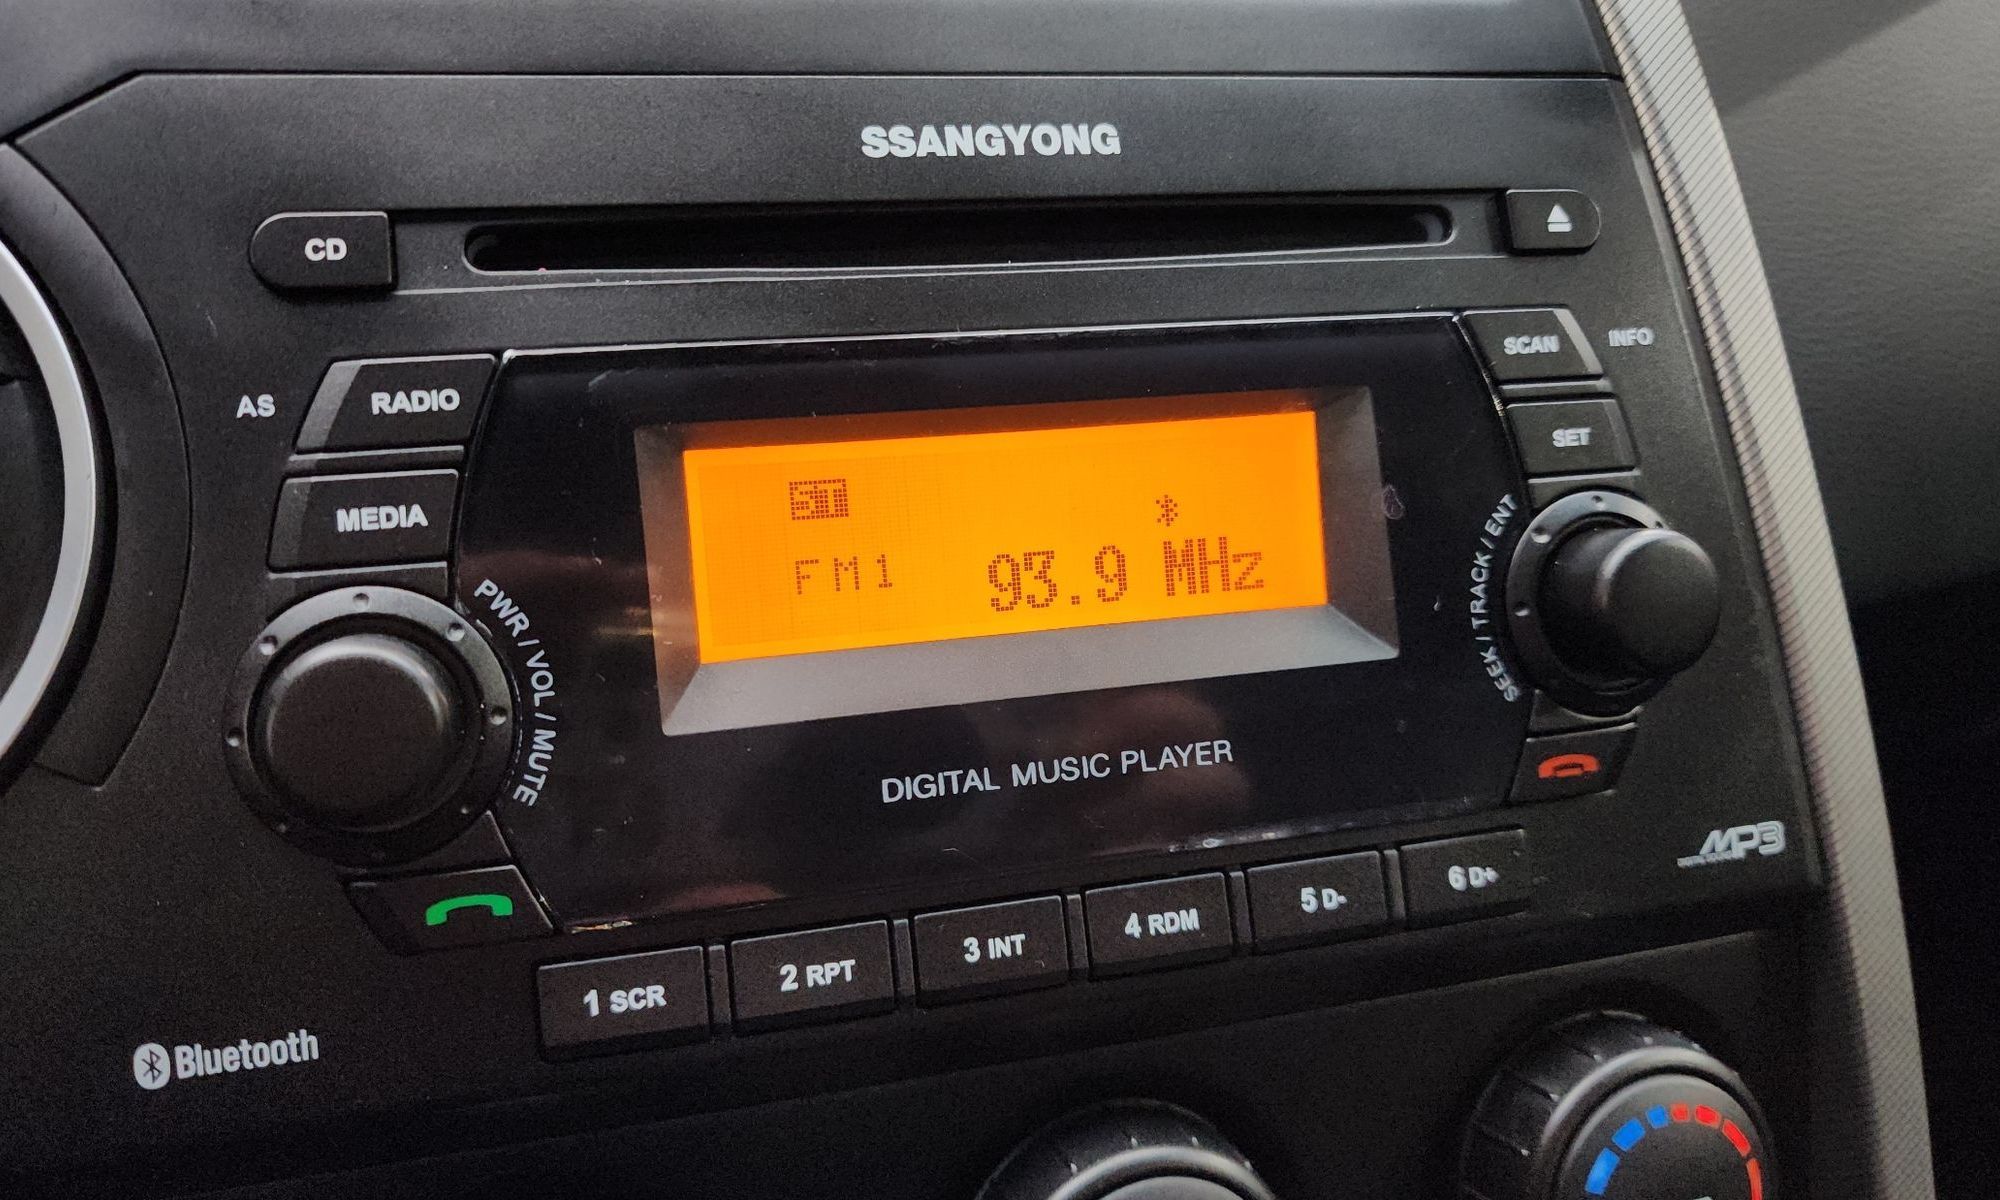 SSANGYONG
CD
SCAN INFO
AS RADIO
SET
MEDIA
ST
FM1 93.9 MHz
PWR / VOL / MUTE
SEEK / TRACK / ENT
DIGITAL MUSIC PLAYER
MP3
1 SCR
2 RPT
3 INT
4 RDM
5 D-
6 D+
Bluetooth